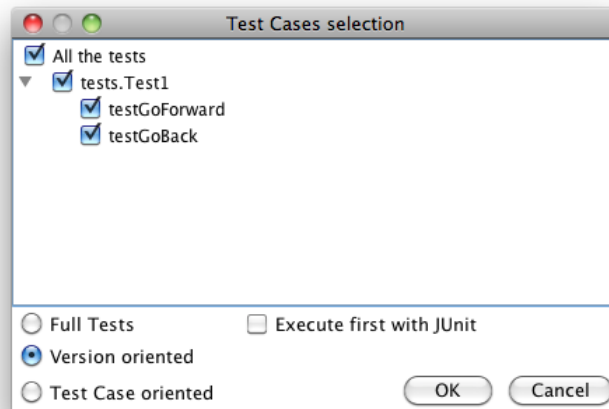 Test Cases selection
All the tests
tests.Test1
testGoForward
testGoBack
Full Tests
Execute first with JUnit
Version oriented
Test Case oriented
OK
Cancel